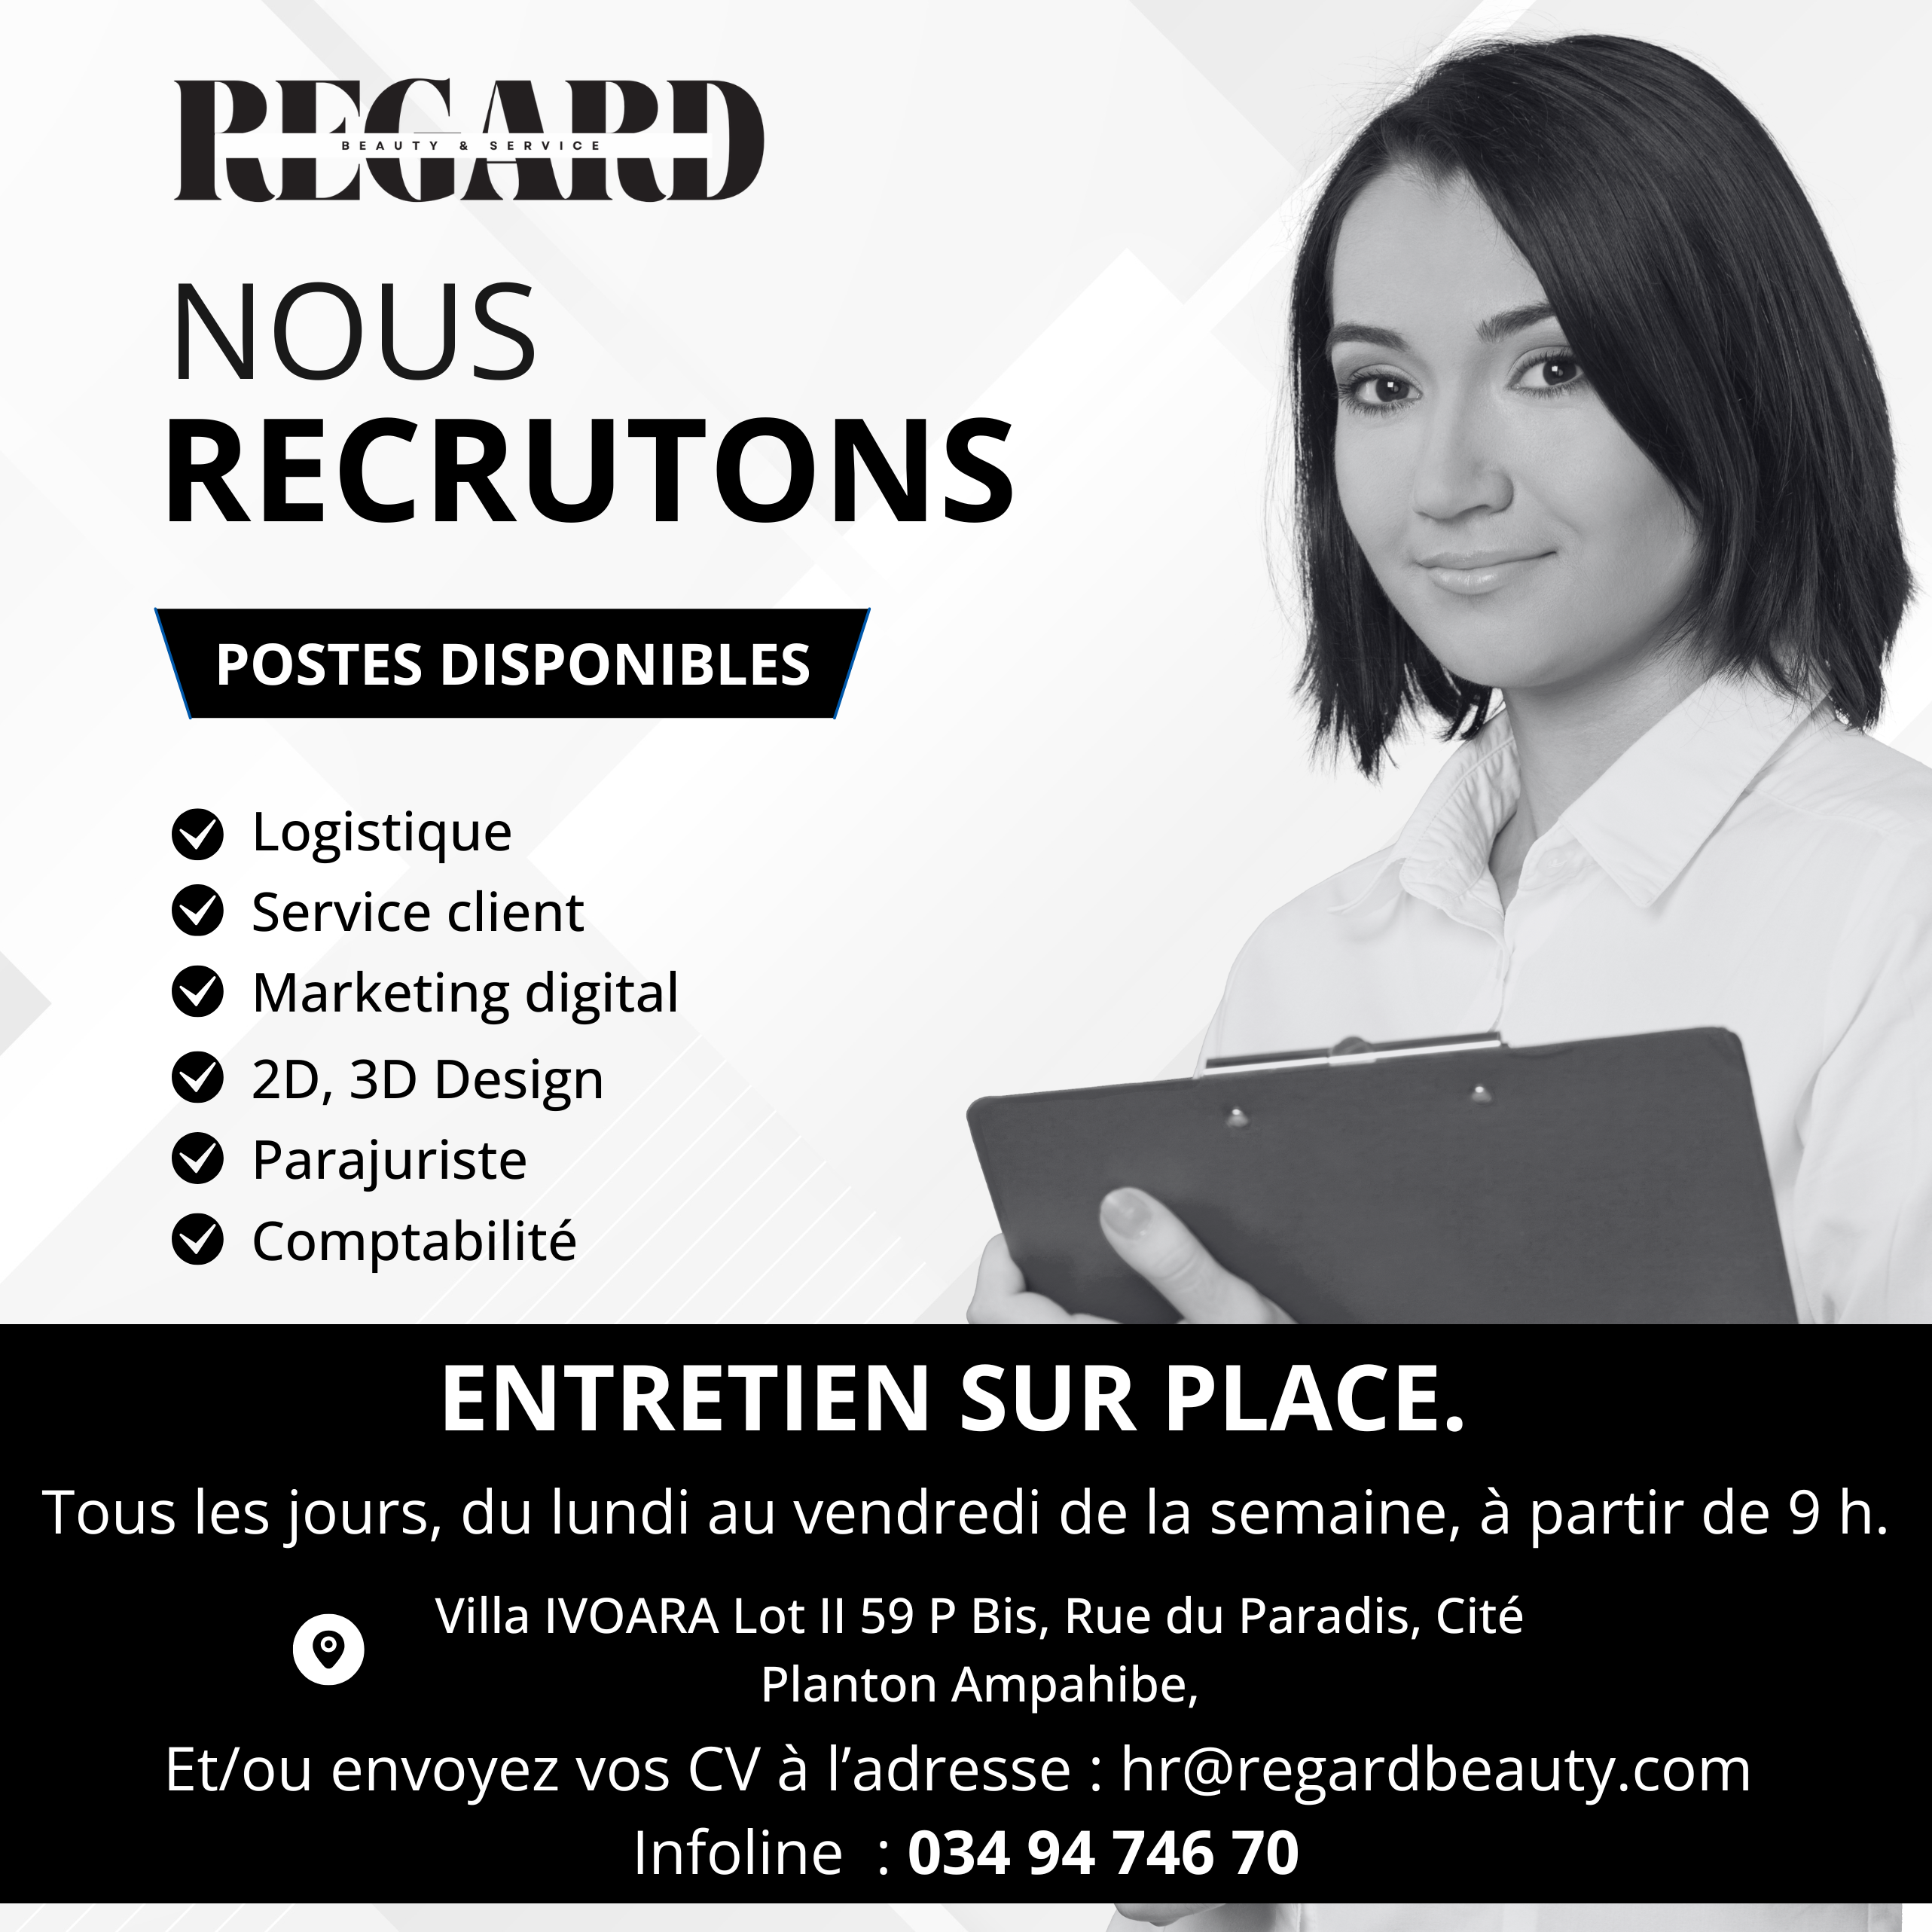 REGARD
BEAUTY & SERVICE
NOUS
RECRUTONS
POSTES DISPONIBLES
Logistique
Service client
Marketing digital
2D, 3D Design
Parajuriste
Comptabilité
ENTRETIEN SUR PLACE.
Tous les jours, du lundi au vendredi de la semaine, à partir de 9 h.
Villa IVOARA Lot II 59 P Bis, Rue du Paradis, Cité
Planton Ampahibe,
Et/ou envoyez vos CV à l’adresse : hr@regardbeauty.com
Infoline : 034 94 746 70